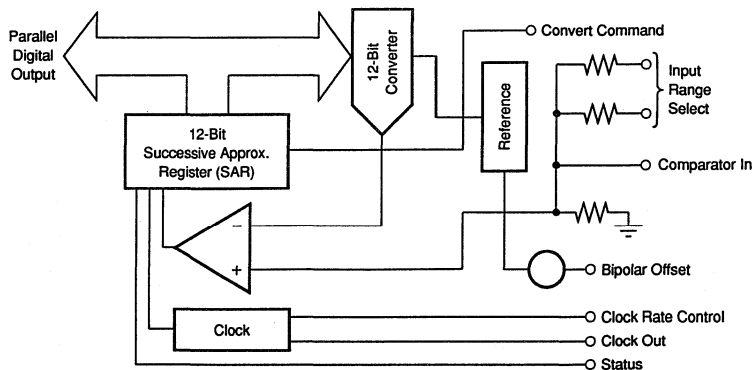 Parallel
Digital
Output
12-Bit
Converter
Convert Command
Reference
Input
Range
Select
12-Bit
Successive Approx.
Register (SAR)
Comparator In
–
+
Bipolar Offset
Clock
Clock Rate Control
Clock Out
Status